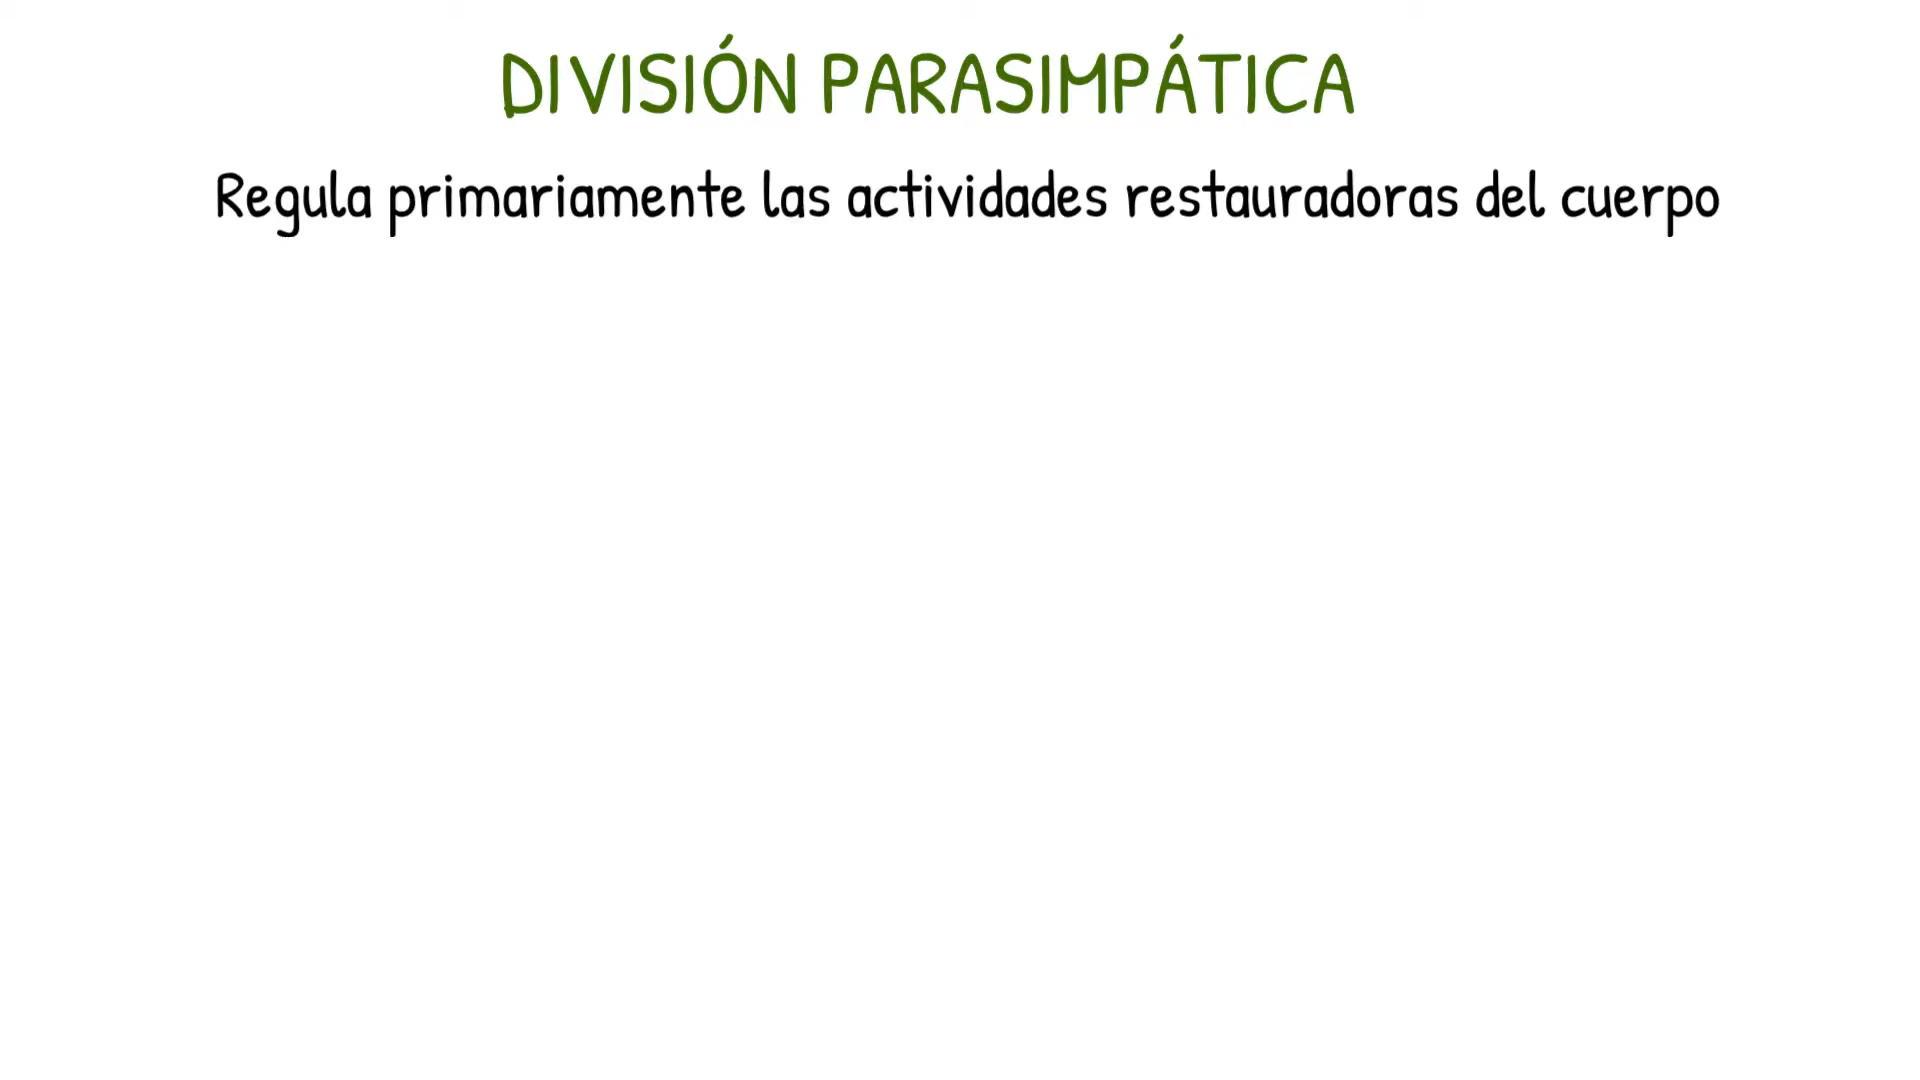 DIVISIÓN PARASIMPÁTICA
Regula primariamente las actividades restauradoras del cuerpo